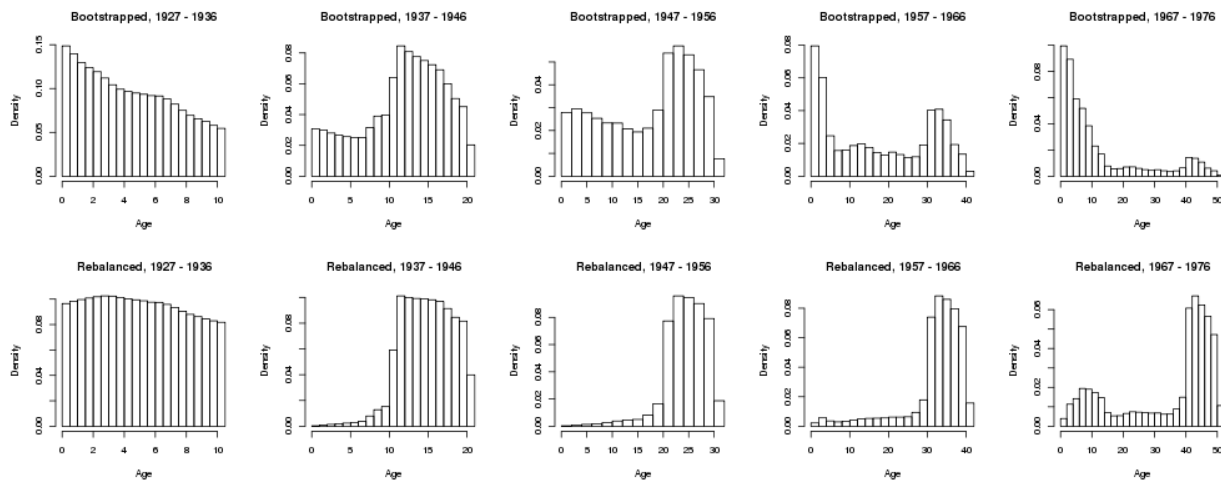 Bootstrapped, 1927 - 1936
Density
0.00 0.05 0.10 0.15
0 2 4 6 8 10
Age
Bootstrapped, 1937 - 1946
Density
0.00 0.02 0.04 0.06 0.08
0 5 10 15 20
Age
Bootstrapped, 1947 - 1956
Density
0.00 0.02 0.04
0 5 10 15 20 25 30
Age
Bootstrapped, 1957 - 1966
Density
0.00 0.02 0.04 0.06 0.08
0 10 20 30 40
Age
Bootstrapped, 1967 - 1976
Density
0.00 0.04 0.08
0 10 20 30 40 50
Age
Rebalanced, 1927 - 1936
Density
0.00 0.04 0.08
0 2 4 6 8 10
Age
Rebalanced, 1937 - 1946
Density
0.00 0.04 0.08
0 5 10 15 20
Age
Rebalanced, 1947 - 1956
Density
0.00 0.02 0.04 0.06 0.08
0 5 10 15 20 25 30
Age
Rebalanced, 1957 - 1966
Density
0.00 0.02 0.04 0.06 0.08
0 10 20 30 40
Age
Rebalanced, 1967 - 1976
Density
0.00 0.02 0.04 0.06
0 10 20 30 40 50
Age